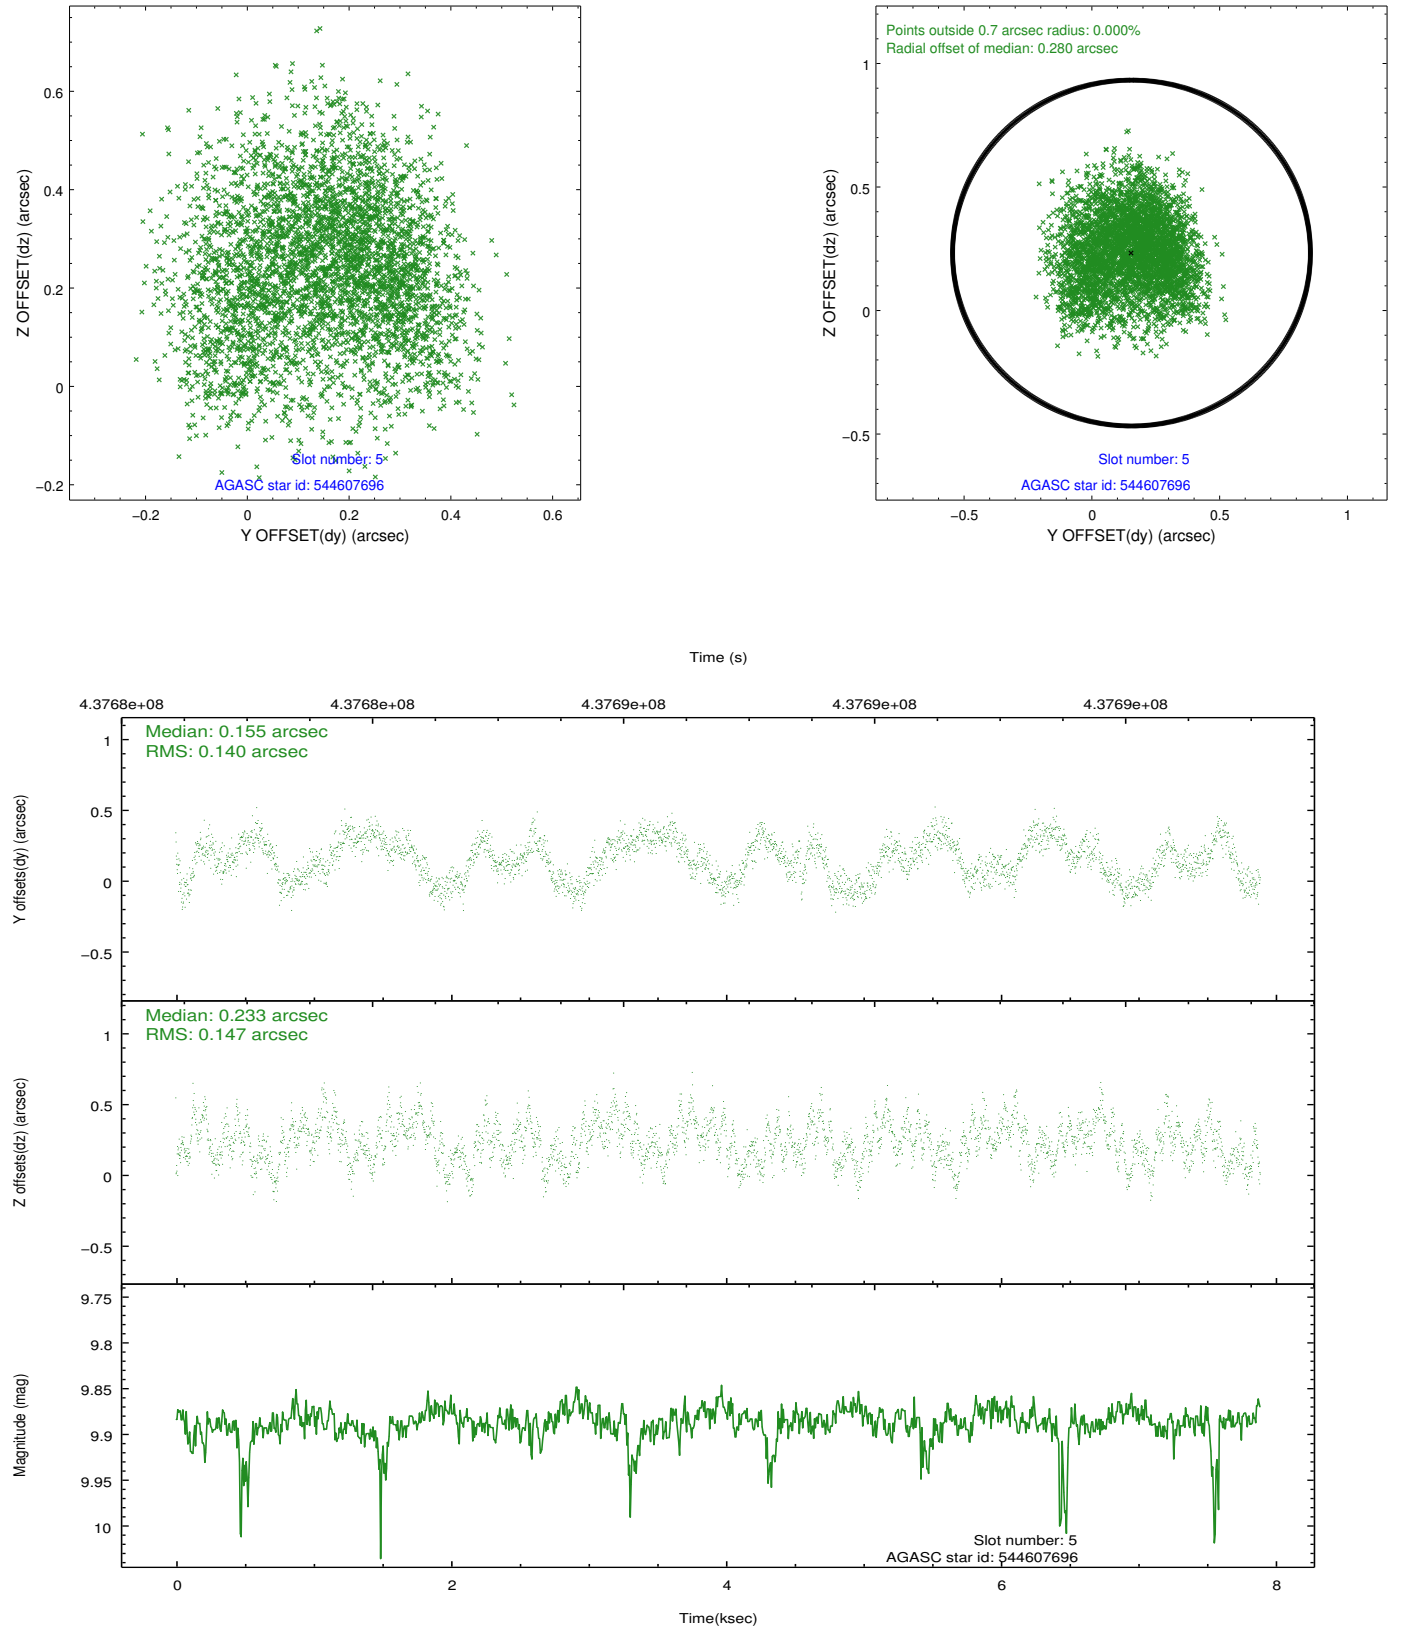 0.6
0.4
0.2
0
−0.2
−0.2
0
0.2
0.4
0.6
Z OFFSET(dz) (arcsec)
Y OFFSET(dy) (arcsec)
Slot number: 5
AGASC star id: 544607696
Points outside 0.7 arcsec radius: 0.000%
Radial offset of median: 0.280 arcsec
1
0.5
0
−0.5
−0.5
0
0.5
1
Z OFFSET(dz) (arcsec)
Y OFFSET(dy) (arcsec)
Slot number: 5
AGASC star id: 544607696
Time (s)
4.3768e+08 4.3768e+08 4.3769e+08 4.3769e+08 4.3769e+08
Median: 0.155 arcsec
RMS: 0.140 arcsec
1
0.5
0
−0.5
Y offsets(dy) (arcsec)
Median: 0.233 arcsec
RMS: 0.147 arcsec
1
0.5
0
−0.5
Z offsets(dz) (arcsec)
9.75
9.8
9.85
9.9
9.95
10
Magnitude (mag)
Slot number: 5
AGASC star id: 544607696
0 2 4 6 8
Time(ksec)